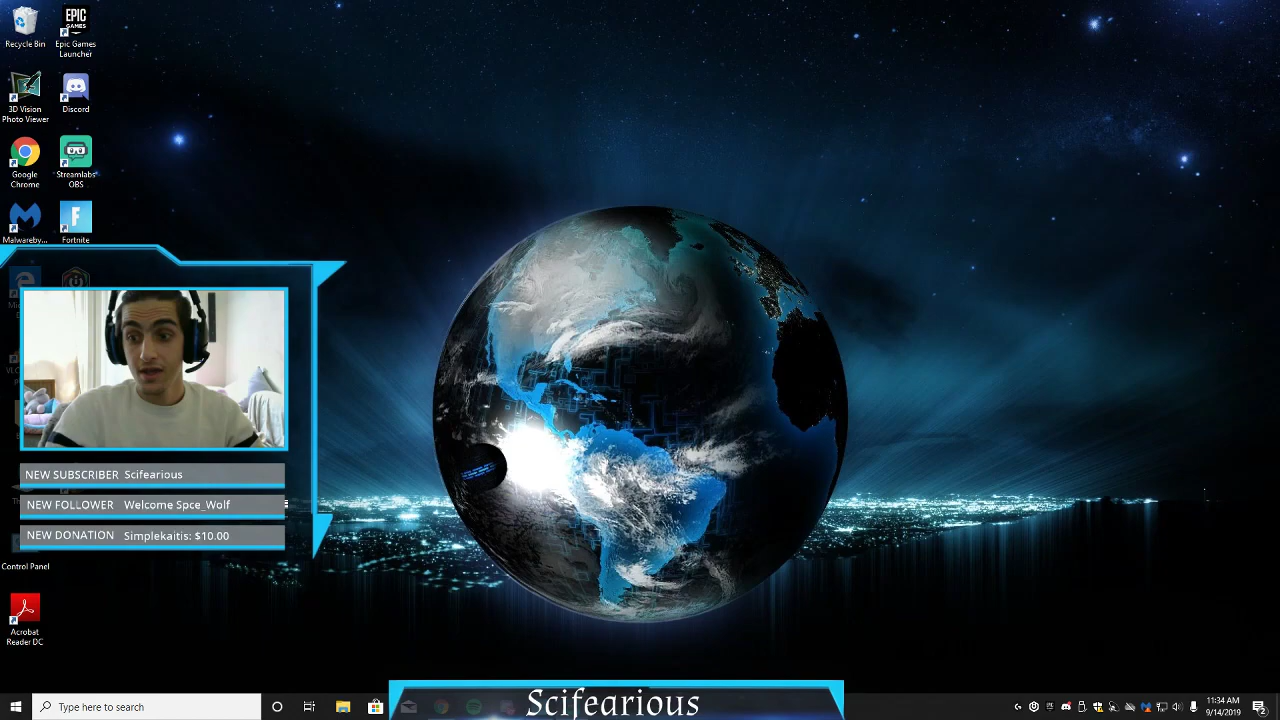 Recycle Bin
EPIC GAMES
Epic Games Launcher
3D Vision Photo Viewer
Discord
Google Chrome
Streamlabs OBS
Malwareby...
Fortnite
NEW SUBSCRIBER Scifearious
NEW FOLLOWER Welcome Spce_Wolf
NEW DONATION Simplekaitis: $10.00
Control Panel
Acrobat Reader DC
Type here to search
Scifearious
11:34 AM
9/14/2019